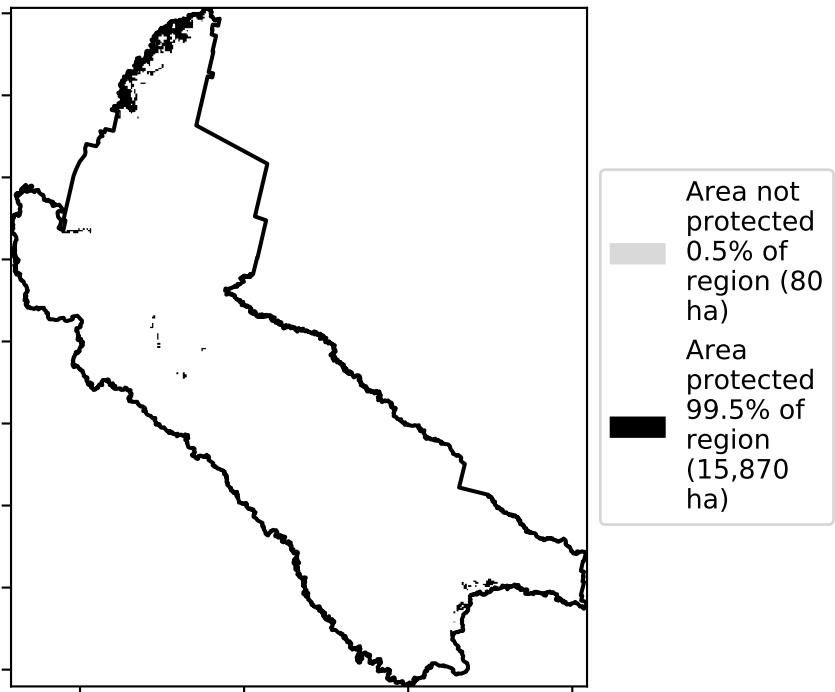 Area not
protected
0.5% of
region (80
ha)
Area
protected
99.5% of
region
(15,870
ha)